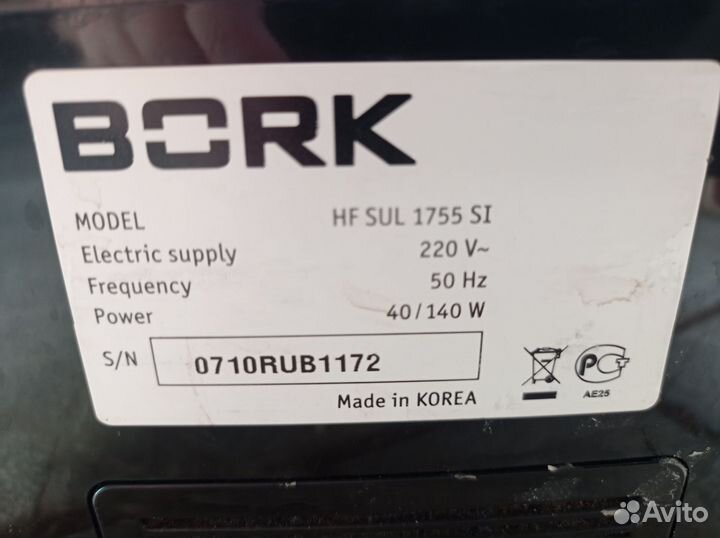 BORK
MODEL HF SUL 1755 SI
Electric supply 220 V~
Frequency 50 Hz
Power 40/140 W
S/N 0710RUB1172
Made in KOREA
РСТ
AE25
Avito